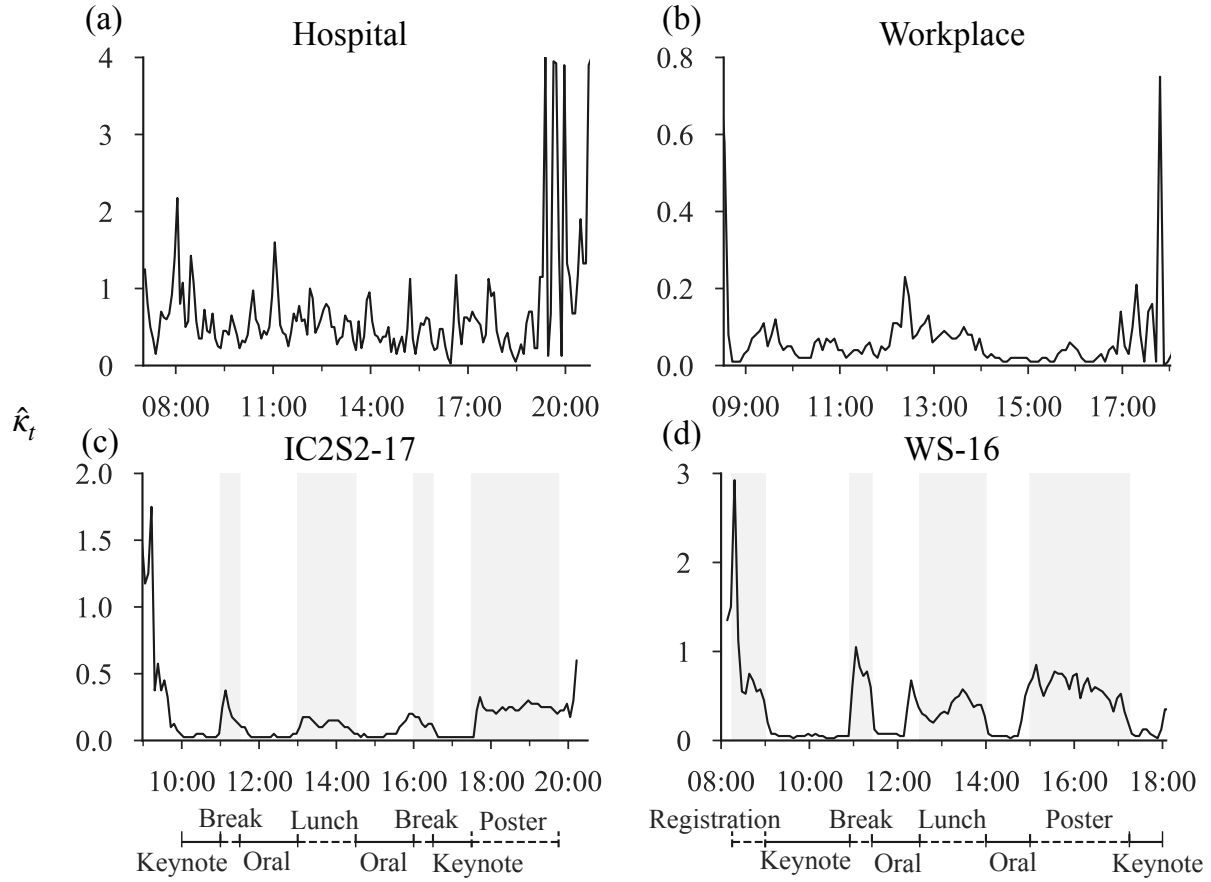 (a)
Hospital
4
3
2
1
0
08:00 11:00 14:00 17:00 20:00
(b)
Workplace
0.8
0.6
0.4
0.2
0.0
09:00 11:00 13:00 15:00 17:00
κ̂t
(c)
IC2S2-17
2.0
1.5
1.0
0.5
0.0
10:00 12:00 14:00 16:00 18:00 20:00
Break Lunch Break Poster
Keynote Oral Oral Keynote
(d)
WS-16
3
2
1
0
08:00 10:00 12:00 14:00 16:00 18:00
Registration Break Lunch Poster
Keynote Oral Oral Keynote